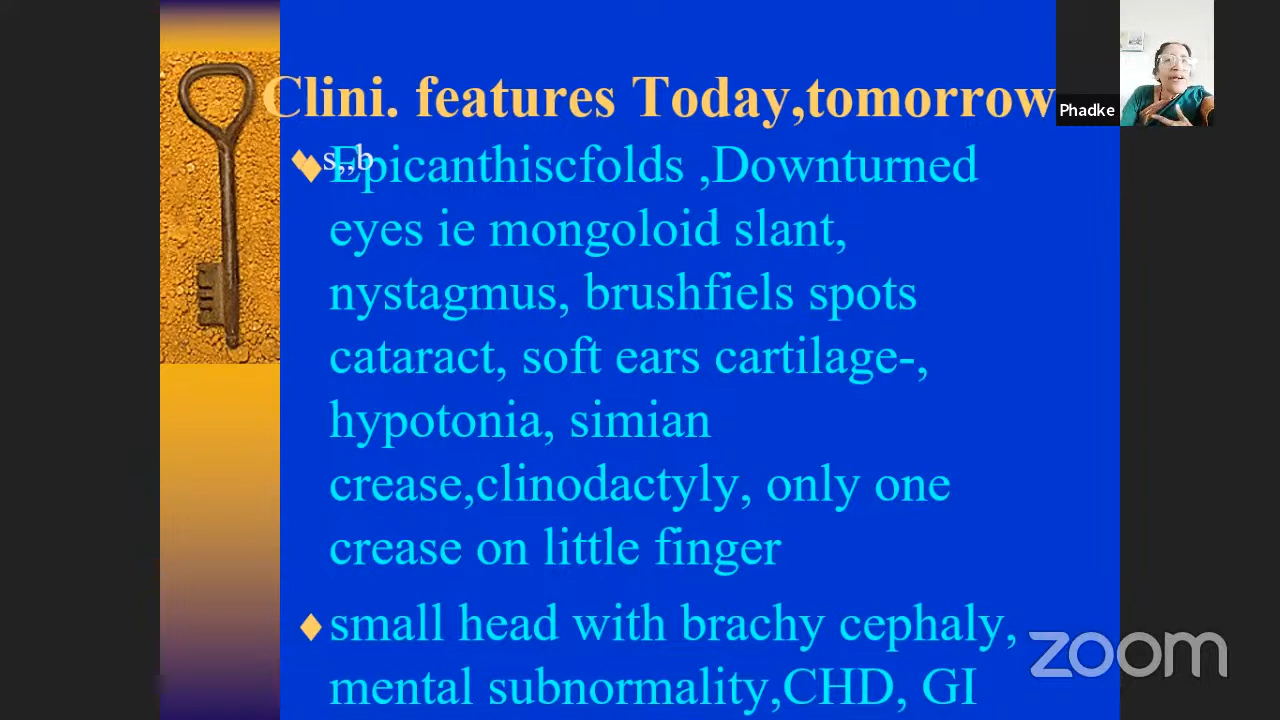 Clini. features Today,tomorrow
Phadke
s,,b
Epicanthiscfolds ,Downturned
eyes ie mongoloid slant,
nystagmus, brushfiels spots
cataract, soft ears cartilage-,
hypotonia, simian
crease,clinodactyly, only one
crease on little finger
small head with brachy cephaly,
mental subnormality,CHD, GI
zoom